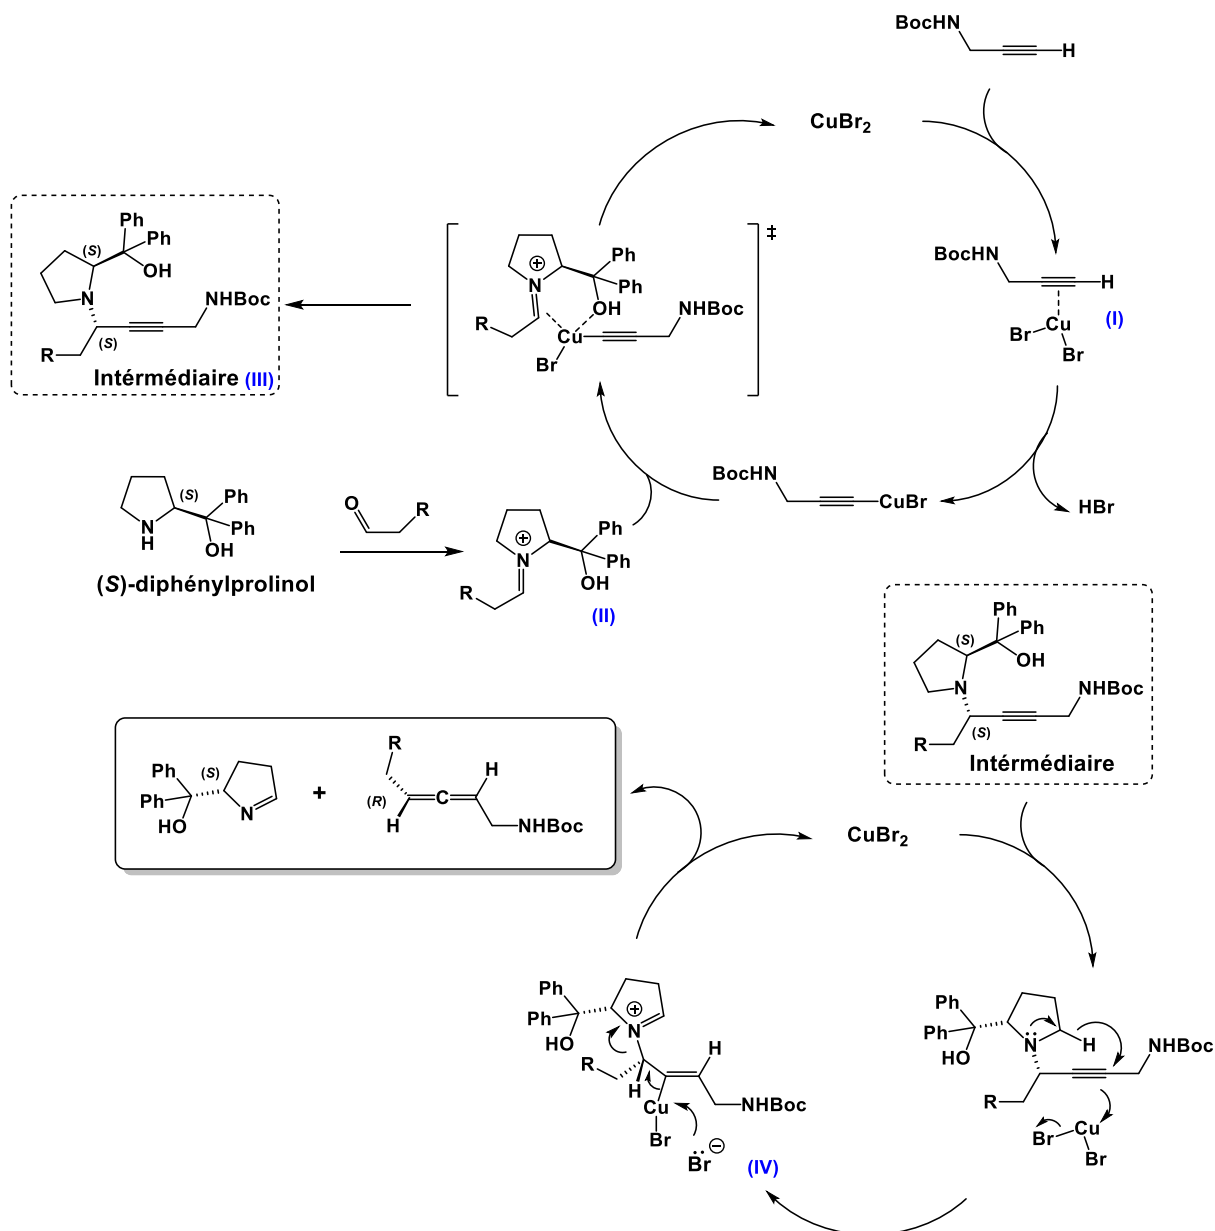 BocHN
H
CuBr2
Ph
(S)
Ph
OH
N
NHBoc
(S)
R
Intérmédiaire (III)
‡
Ph
⊕
Ph
N
OH
NHBoc
R
Cu
Br
BocHN
H
Cu
(I)
Br
Br
BocHN
CuBr
HBr
(S)
Ph
N
H
Ph
OH
(S)-diphénylprolinol
O
R
Ph
⊕
Ph
N
OH
R
(II)
Ph
(S)
Ph
OH
N
NHBoc
(S)
R
Intérmédiaire
Ph
(S)
Ph
HO
N
+
R
H
(R)
C
H
NHBoc
CuBr2
Ph
⊕
Ph
N
HO
H
R
H
Cu
NHBoc
Br
Br
⊖
(IV)
Ph
Ph
N
H
HO
NHBoc
R
Cu
Br
Br